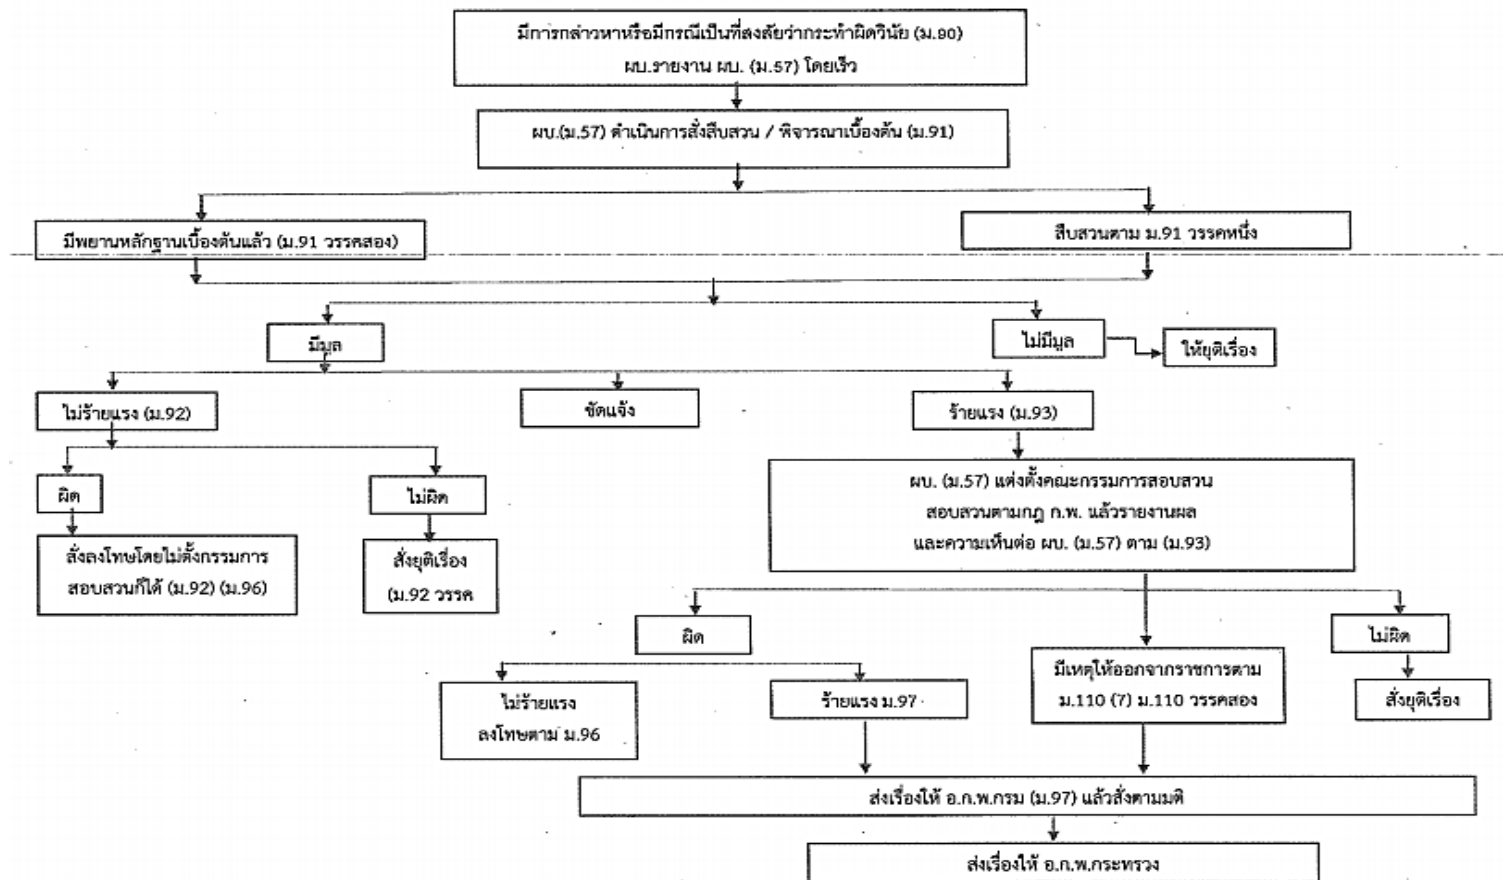 มีการกล่าวหาหรือมีกรณีเป็นที่สงสัยว่ากระทำผิดวินัย (ม.90)
ผบ.รายงาน ผบ. (ม.57) โดยเร็ว
ผบ.(ม.57) ดำเนินการสั่งสืบสวน / พิจารณาเบื้องต้น (ม.91)
มีพยานหลักฐานเบื้องต้นแล้ว (ม.91 วรรคสอง)
สืบสวนตาม ม.91 วรรคหนึ่ง
มีมูล
ไม่มีมูล
ให้ยุติเรื่อง
ไม่ร้ายแรง (ม.92)
ชัดแจ้ง
ร้ายแรง (ม.93)
ผิด
ไม่ผิด
ผบ. (ม.57) แต่งตั้งคณะกรรมการสอบสวน
สอบสวนตามกฎ ก.พ. แล้วรายงานผล
และความเห็นต่อ ผบ. (ม.57) ตาม (ม.93)
สั่งลงโทษโดยไม่ตั้งกรรมการ
สอบสวนก็ได้ (ม.92) (ม.96)
สั่งยุติเรื่อง
(ม.92 วรรค
ผิด
ไม่ผิด
มีเหตุให้ออกจากราชการตาม
ม.110 (7) ม.110 วรรคสอง
ไม่ร้ายแรง
ลงโทษตาม ม.96
ร้ายแรง ม.97
สั่งยุติเรื่อง
ส่งเรื่องให้ อ.ก.พ.กรม (ม.97) แล้วสั่งตามมติ
ส่งเรื่องให้ อ.ก.พ.กระทรวง